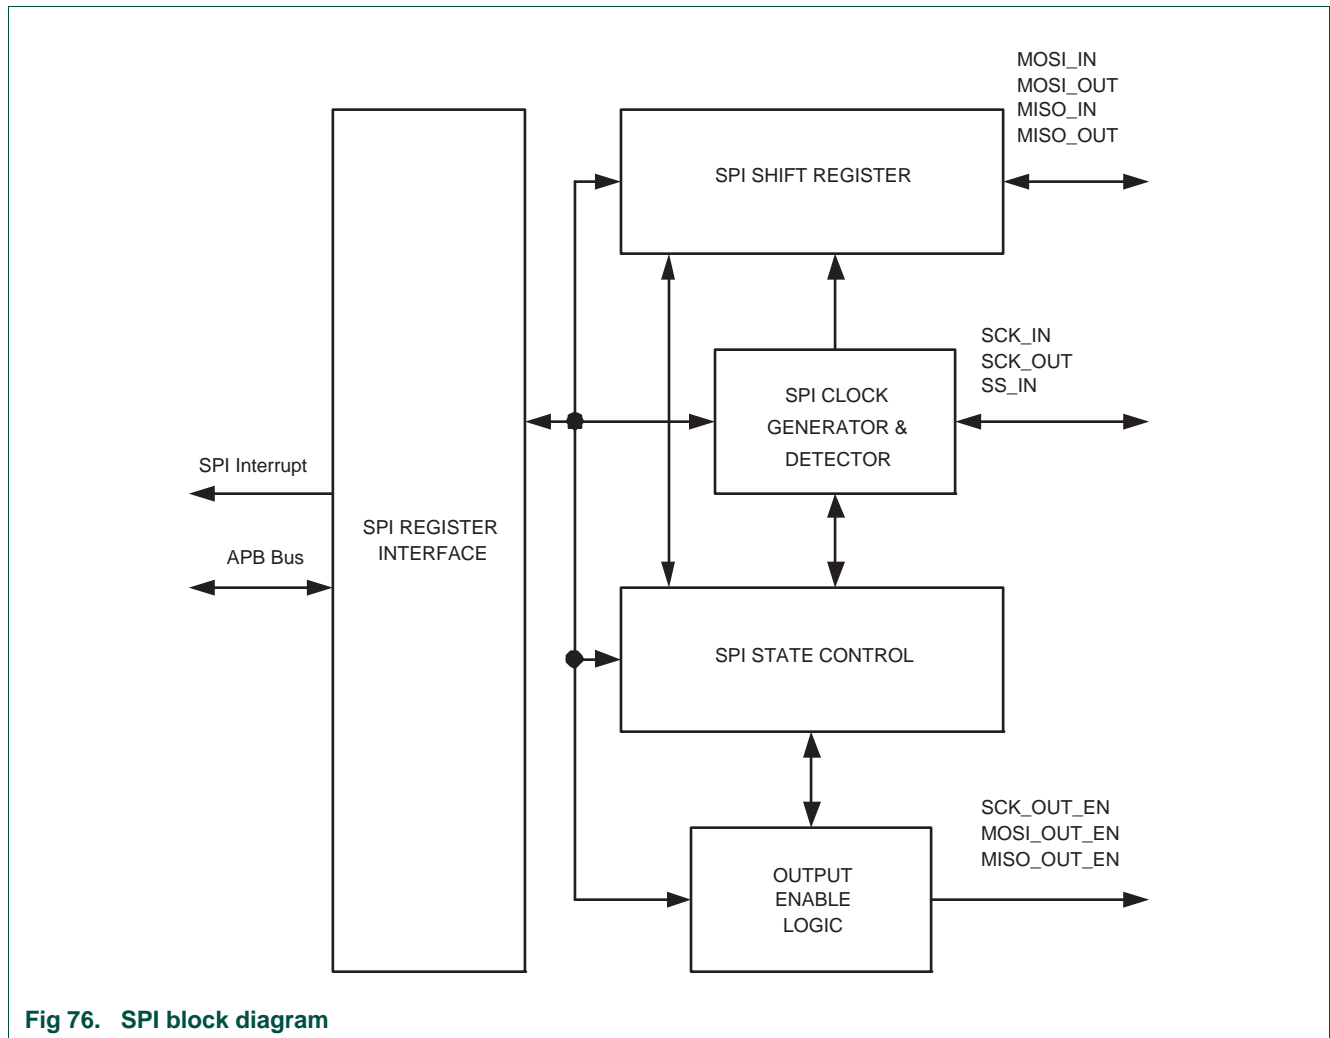 MOSI_IN
MOSI_OUT
MISO_IN
MISO_OUT
SPI SHIFT REGISTER
SCK_IN
SCK_OUT
SS_IN
SPI CLOCK
GENERATOR &
DETECTOR
SPI Interrupt
APB Bus
SPI REGISTER
INTERFACE
SPI STATE CONTROL
SCK_OUT_EN
MOSI_OUT_EN
MISO_OUT_EN
OUTPUT
ENABLE
LOGIC
Fig 76. SPI block diagram